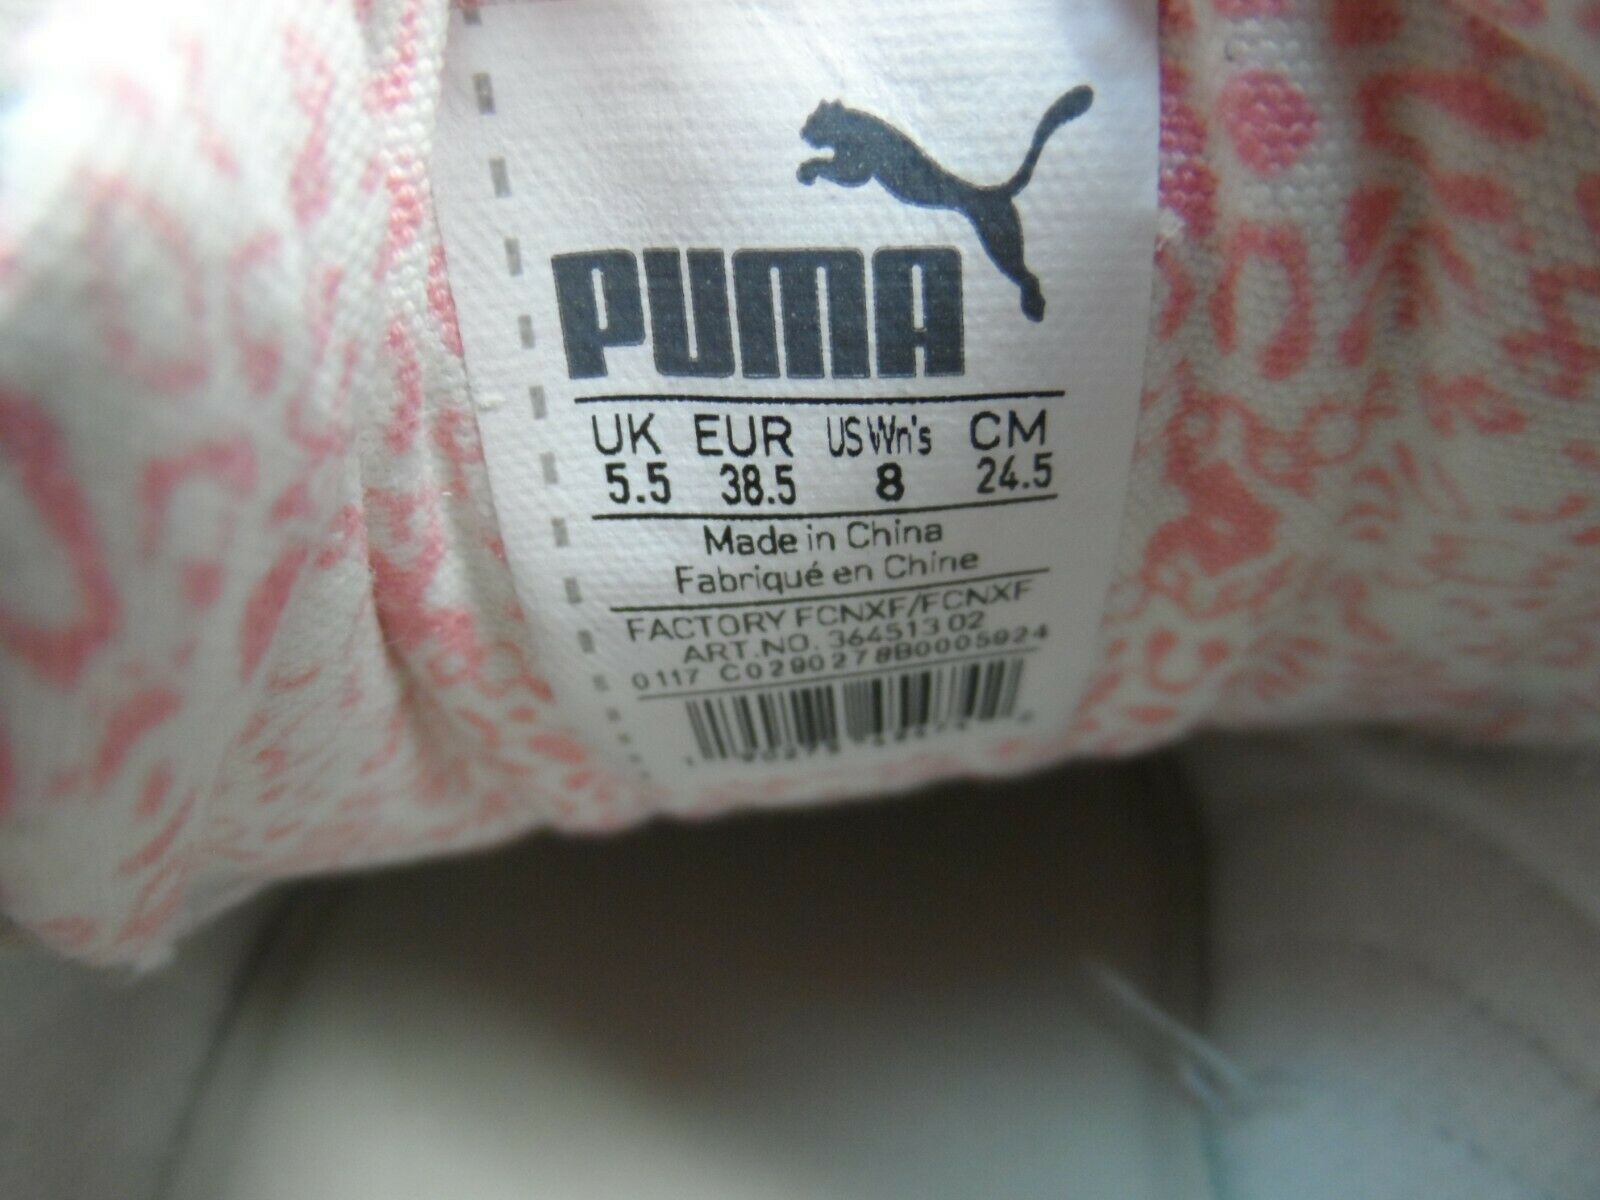 PUMA
UK EUR US Wn's CM
5.5 38.5 8 24.5
Made in China
Fabriqué en Chine
FACTORY FCNXF/FCNXF
ART.NO. 364513 02
0117 C0290278B0005924